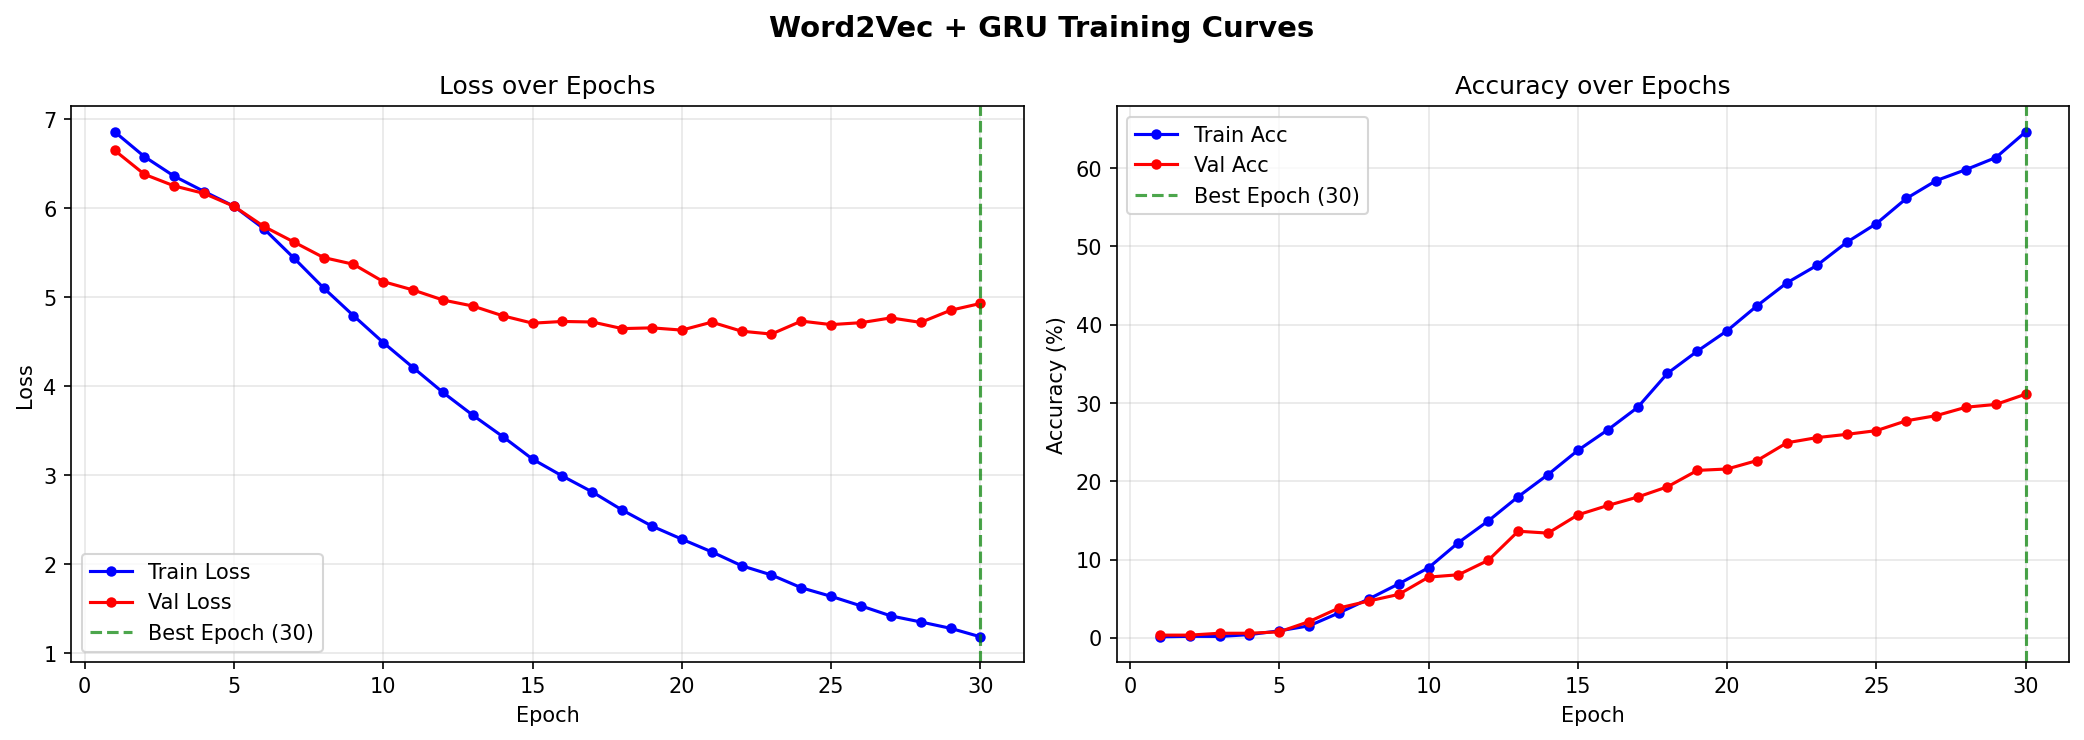 Word2Vec + GRU Training Curves
Loss over Epochs
7
6
5
4
3
2
1
Loss
Train Loss
Val Loss
Best Epoch (30)
0 5 10 15 20 25 30
Epoch
Accuracy over Epochs
Train Acc
Val Acc
Best Epoch (30)
60
50
40
30
20
10
0
Accuracy (%)
0 5 10 15 20 25 30
Epoch